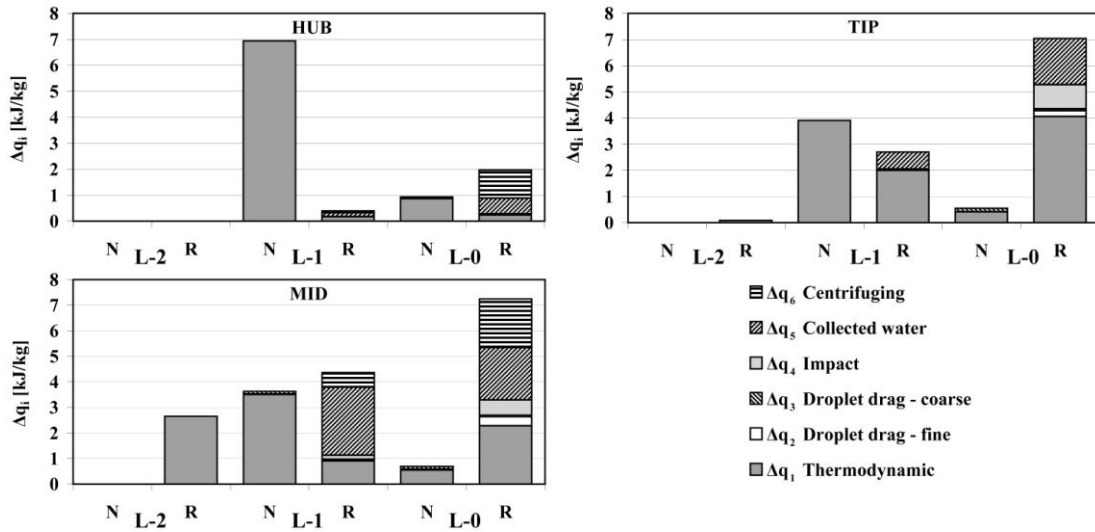 HUB
Δqᵢ [kJ/kg]
8
7
6
5
4
3
2
1
0
N R N R N R
L-2 L-1 L-0
TIP
Δqᵢ [kJ/kg]
8
7
6
5
4
3
2
1
0
N R N R N R
L-2 L-1 L-0
MID
Δqᵢ [kJ/kg]
8
7
6
5
4
3
2
1
0
N R N R N R
L-2 L-1 L-0
Δq₆ Centrifuging
Δq₅ Collected water
Δq₄ Impact
Δq₃ Droplet drag - coarse
Δq₂ Droplet drag - fine
Δq₁ Thermodynamic